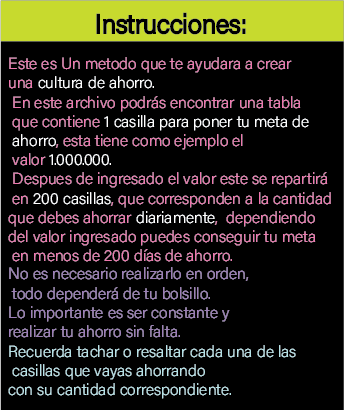 Instrucciones:
Este es Un metodo que te ayudara a crear
una cultura de ahorro.
En este archivo podrás encontrar una tabla
que contiene 1 casilla para poner tu meta de
ahorro, esta tiene como ejemplo el
valor 1.000.000.
Despues de ingresado el valor este se repartirá
en 200 casillas, que corresponden a la cantidad
que debes ahorrar diariamente, dependiendo
del valor ingresado puedes conseguir tu meta
en menos de 200 días de ahorro.
No es necesario realizarlo en orden,
todo dependerá de tu bolsillo.
Lo importante es ser constante y
realizar tu ahorro sin falta.
Recuerda tachar o resaltar cada una de las
casillas que vayas ahorrando
con su cantidad correspondiente.